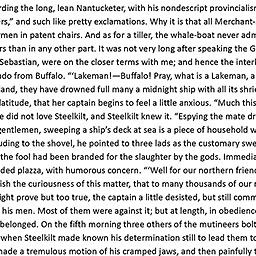 rding the long, lean Nantucketer, with his nondescript provincialism
ers," and such like pretty exclamations. Why it is that all Merchant-
men in patent chairs. And as for a tiller, the whale-boat never adm
rs than in any other part. It was not very long after speaking the G
Sebastian, were on the closer terms with me; and hence the interl
ndo from Buffalo. "'Lakeman!—Buffalo! Pray, what is a Lakeman, a
and, they have drowned full many a midnight ship with all its shrie
latitude, that her captain begins to feel a little anxious. "Much this
e did not love Steelkilt, and Steelkilt knew it. "Espying the mate dr
gentlemen, sweeping a ship's deck at sea is a piece of household w
uding to the shovel, he pointed to three lads as the customary swe
the fool had been branded for the slaughter by the gods. Immedia
ded plazza, with humorous concern. "'Well for our northern friend
ish the curiousness of this matter, that to many thousands of our r
ight prove but too true, the captain a little desisted, but still comm
his men. Most of them were against it; but at length, in obedience
belonged. On the fifth morning three others of the mutineers bolt
when Steelkilt made known his determination still to lead them to
made a tremulous motion of his cramped jaws, and then painfully t